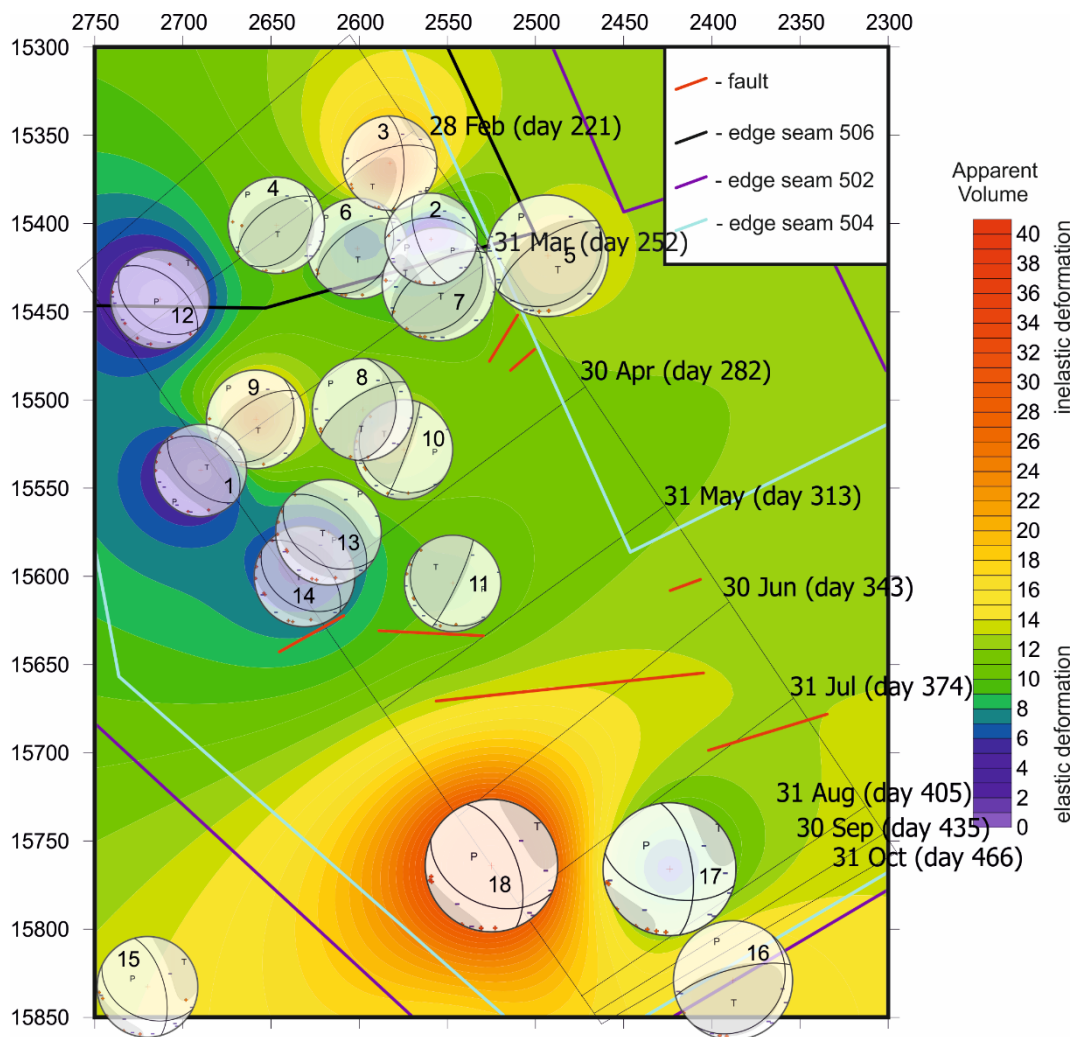 2750 2700 2650 2600 2550 2500 2450 2400 2350 2300
15300
15350
15400
15450
15500
15550
15600
15650
15700
15750
15800
15850
- fault
- edge seam 506
- edge seam 502
- edge seam 504
28 Feb (day 221)
31 Mar (day 252)
30 Apr (day 282)
31 May (day 313)
30 Jun (day 343)
31 Jul (day 374)
31 Aug (day 405)
30 Sep (day 435)
31 Oct (day 466)
3
4
6
2
5
7
12
9
8
10
1
13
14
11
18
17
16
15
P
T
Apparent
Volume
40
38
36
34
32
30
28
26
24
22
20
18
16
14
12
10
8
6
4
2
0
inelastic deformation
elastic deformation